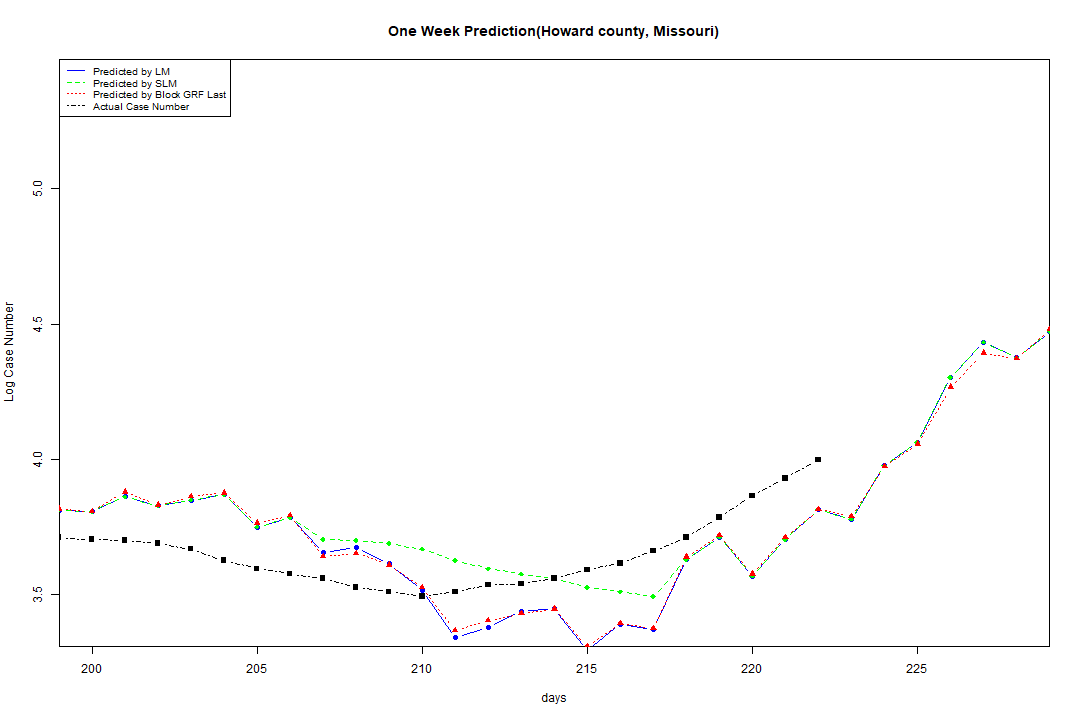 One Week Prediction(Howard county, Missouri)
Predicted by LM
Predicted by SLM
Predicted by Block GRF Last
Actual Case Number
Log Case Number
5.0
4.5
4.0
3.5
200 205 210 215 220 225
days